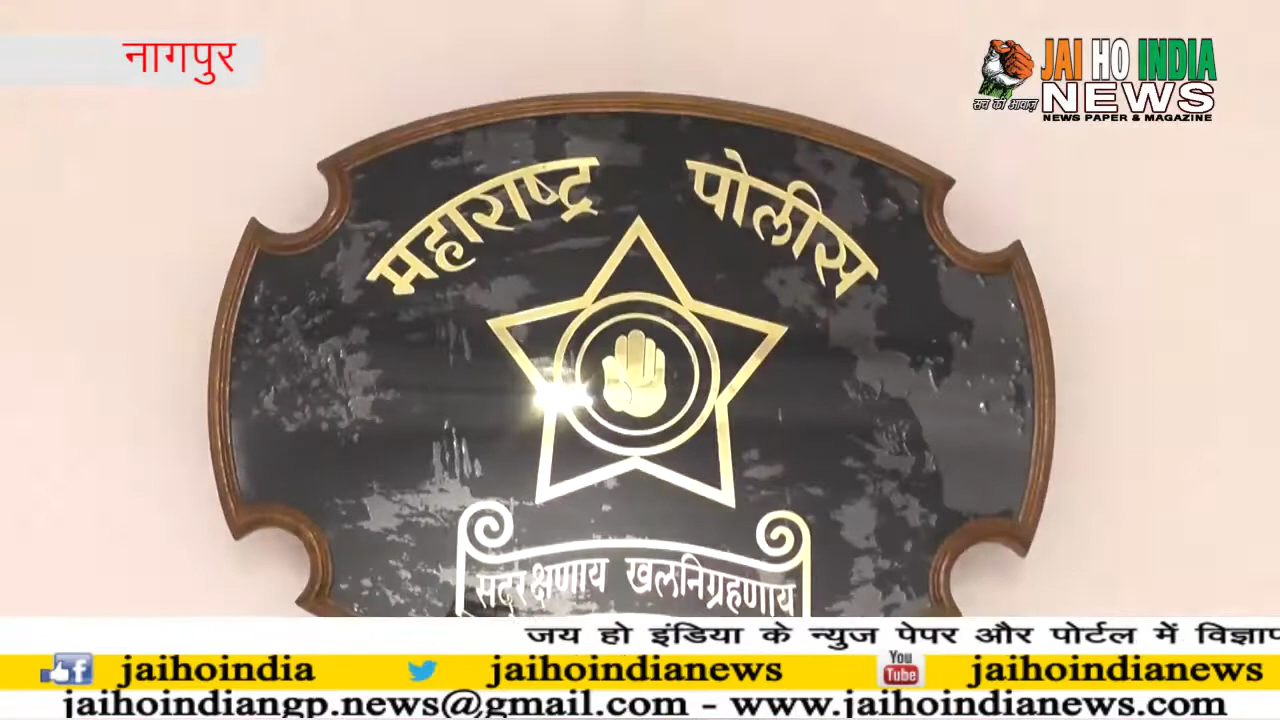 नागपुर
JAI HO INDIA
NEWS
सच की आवाज़
NEWS PAPER & MAGAZINE
महाराष्ट्र पोलीस
सद्रक्षणाय खलनिग्रहणाय
जय हो इंडिया के न्युज पेपर और पोर्टल में विज्ञाप
jaihoindia jaihoindianews You Tube jaihoindianews
jaihoindiangp.news@gmail.com - www.jaihoindianews.com